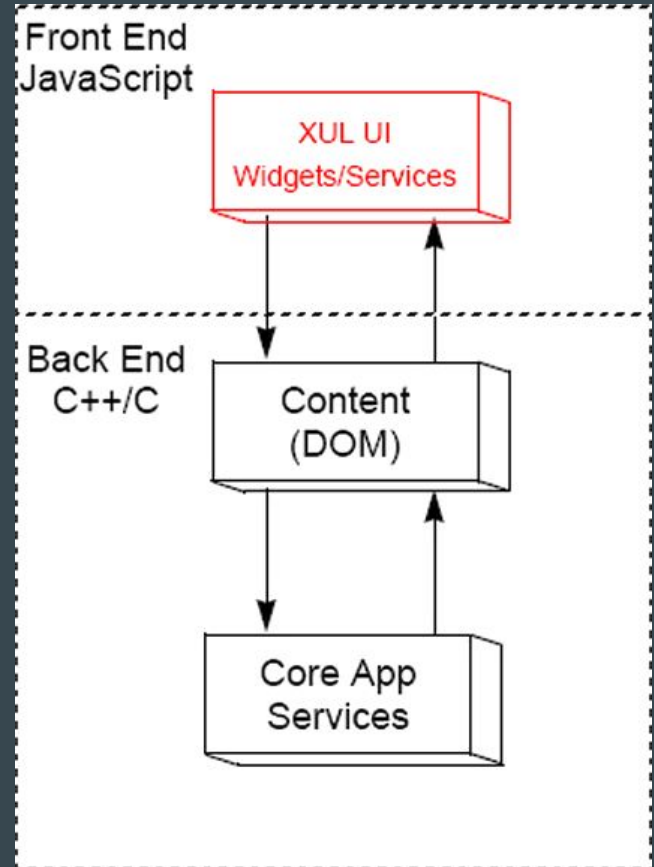 Front End
JavaScript
XUL UI
Widgets/Services
Back End
C++/C
Content
(DOM)
Core App
Services